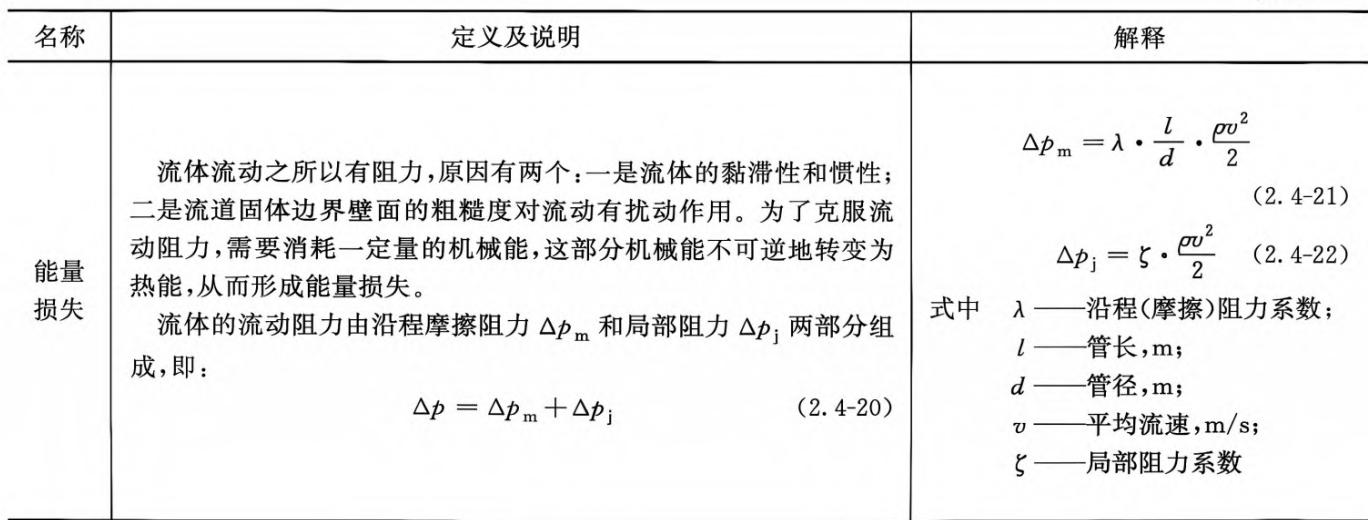 名称 定义及说明 解释
能量
损失
流体流动之所以有阻力,原因有两个:一是流体的黏滞性和惯性;
二是流道固体边界壁面的粗糙度对流动有扰动作用。为了克服流
动阻力,需要消耗一定量的机械能,这部分机械能不可逆地转变为
热能,从而形成能量损失。
流体的流动阻力由沿程摩擦阻力 Δp_m 和局部阻力 Δp_j 两部分组
成,即:
Δp = Δp_m + Δp_j (2.4-20)
Δp_m = λ · l/d · ρv²/2
(2.4-21)
Δp_j = ζ · ρv²/2 (2.4-22)
式中 λ——沿程(摩擦)阻力系数;
l——管长,m;
d——管径,m;
v——平均流速,m/s;
ζ——局部阻力系数